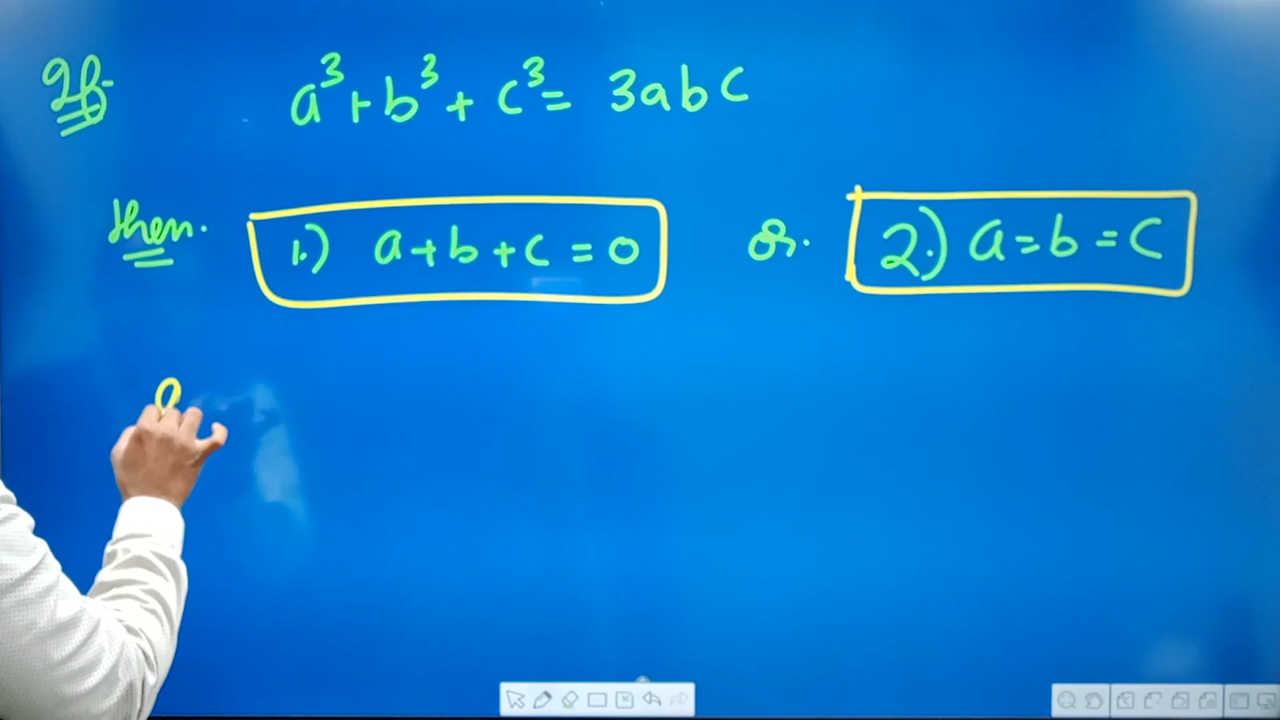 If a³+b³+c³= 3abc
then. 1.) a+b+c=0 or. 2.) a=b=c